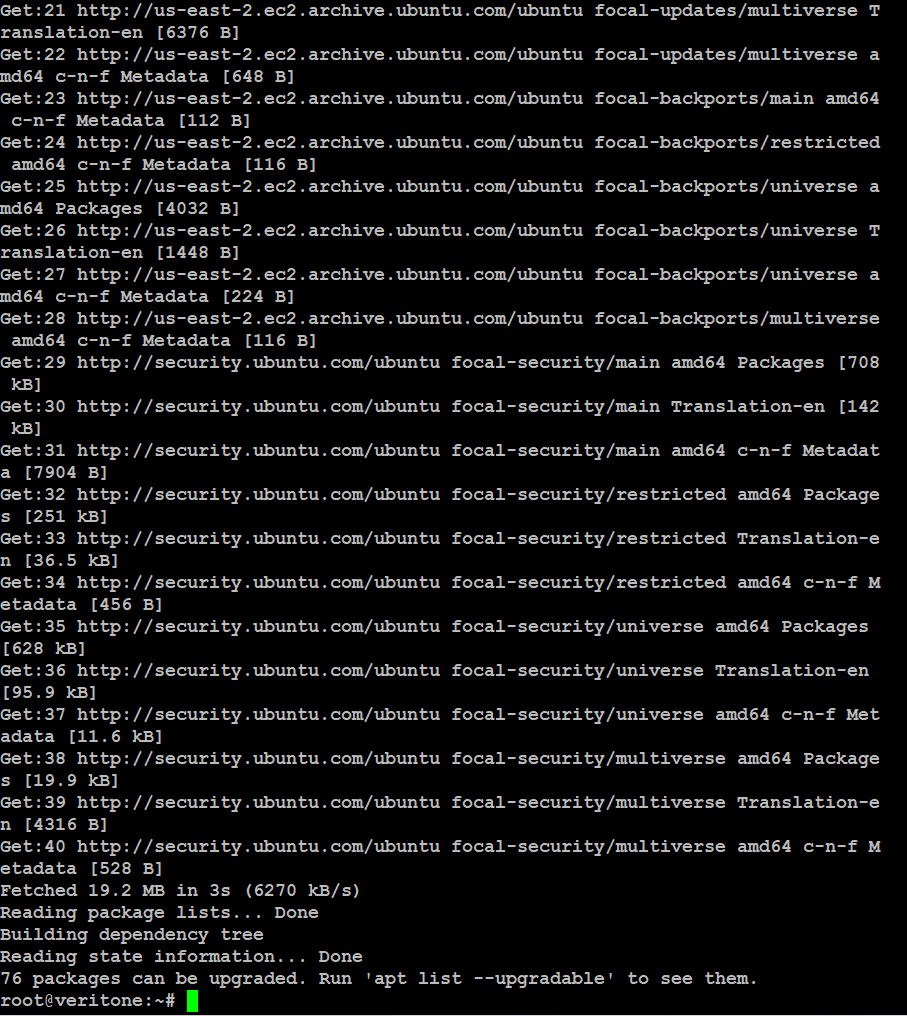 Get:21 http://us-east-2.ec2.archive.ubuntu.com/ubuntu focal-updates/multiverse T
ranslation-en [6376 B]
Get:22 http://us-east-2.ec2.archive.ubuntu.com/ubuntu focal-updates/multiverse a
md64 c-n-f Metadata [648 B]
Get:23 http://us-east-2.ec2.archive.ubuntu.com/ubuntu focal-backports/main amd64
 c-n-f Metadata [112 B]
Get:24 http://us-east-2.ec2.archive.ubuntu.com/ubuntu focal-backports/restricted
 amd64 c-n-f Metadata [116 B]
Get:25 http://us-east-2.ec2.archive.ubuntu.com/ubuntu focal-backports/universe a
md64 Packages [4032 B]
Get:26 http://us-east-2.ec2.archive.ubuntu.com/ubuntu focal-backports/universe T
ranslation-en [1448 B]
Get:27 http://us-east-2.ec2.archive.ubuntu.com/ubuntu focal-backports/universe a
md64 c-n-f Metadata [224 B]
Get:28 http://us-east-2.ec2.archive.ubuntu.com/ubuntu focal-backports/multiverse
 amd64 c-n-f Metadata [116 B]
Get:29 http://security.ubuntu.com/ubuntu focal-security/main amd64 Packages [708
 kB]
Get:30 http://security.ubuntu.com/ubuntu focal-security/main Translation-en [142
 kB]
Get:31 http://security.ubuntu.com/ubuntu focal-security/main amd64 c-n-f Metadat
a [7904 B]
Get:32 http://security.ubuntu.com/ubuntu focal-security/restricted amd64 Package
s [251 kB]
Get:33 http://security.ubuntu.com/ubuntu focal-security/restricted Translation-e
n [36.5 kB]
Get:34 http://security.ubuntu.com/ubuntu focal-security/restricted amd64 c-n-f M
etadata [456 B]
Get:35 http://security.ubuntu.com/ubuntu focal-security/universe amd64 Packages
[628 kB]
Get:36 http://security.ubuntu.com/ubuntu focal-security/universe Translation-en
[95.9 kB]
Get:37 http://security.ubuntu.com/ubuntu focal-security/universe amd64 c-n-f Met
adata [11.6 kB]
Get:38 http://security.ubuntu.com/ubuntu focal-security/multiverse amd64 Package
s [19.9 kB]
Get:39 http://security.ubuntu.com/ubuntu focal-security/multiverse Translation-e
n [4316 B]
Get:40 http://security.ubuntu.com/ubuntu focal-security/multiverse amd64 c-n-f M
etadata [528 B]
Fetched 19.2 MB in 3s (6270 kB/s)
Reading package lists... Done
Building dependency tree
Reading state information... Done
76 packages can be upgraded. Run 'apt list --upgradable' to see them.
root@veritone:~#